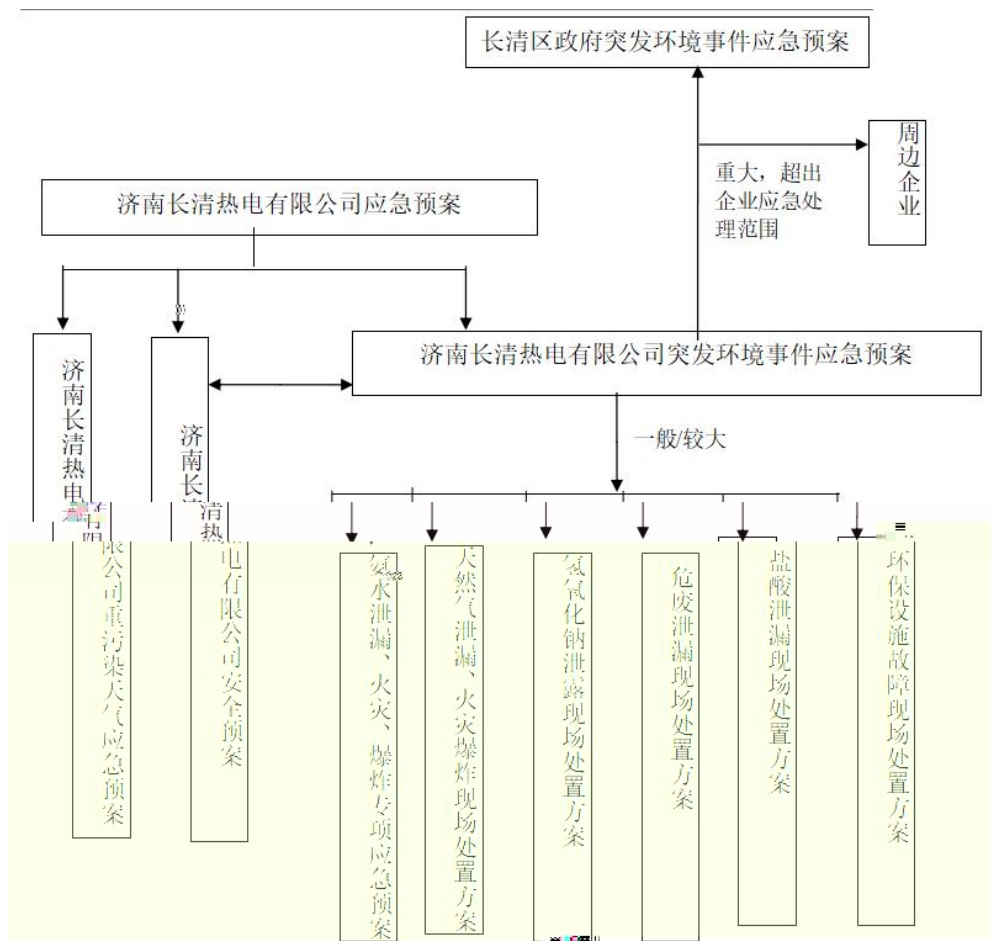 长清区政府突发环境事件应急预案
周边企业
重大，超出
企业应急处
理范围
济南长清热电有限公司应急预案
济南长清热电有限公司突发环境事件应急预案
一般/较大
济南长清热电有限公司重污染天气应急预案
济南长清热电有限公司安全预案
氨水泄漏、火灾、爆炸专项应急预案
天然气泄漏、火灾爆炸现场处置方案
氢氧化钠泄露现场处置方案
危废泄漏现场处置方案
盐酸泄漏现场处置方案
环保设施故障现场处置方案